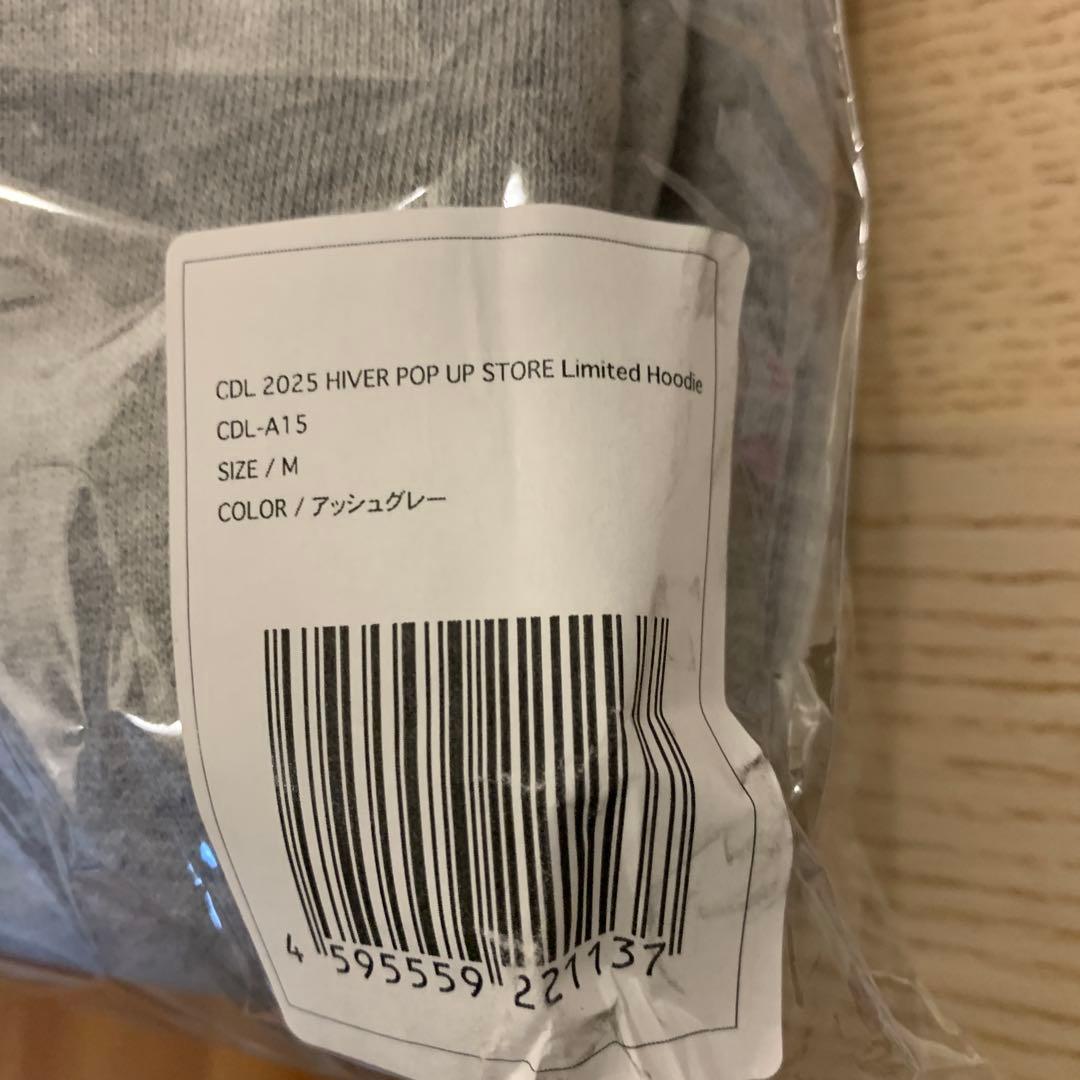 CDL 2025 HIVER POP UP STORE Limited Hoodie
CDL-A15
SIZE / M
COLOR / アッシュグレー
4 595559 221137